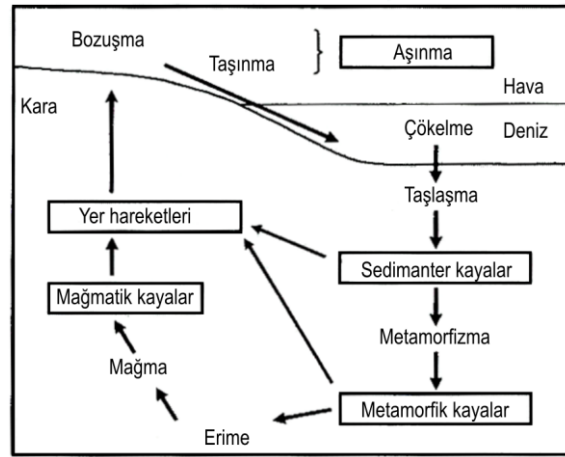 Bozuşma
Taşınma
Aşınma
Hava
Kara
Çökelme
Deniz
Taşlaşma
Yer hareketleri
Sedimanter kayalar
Mağmatik kayalar
Metamorfizma
Mağma
Metamorfik kayalar
Erime